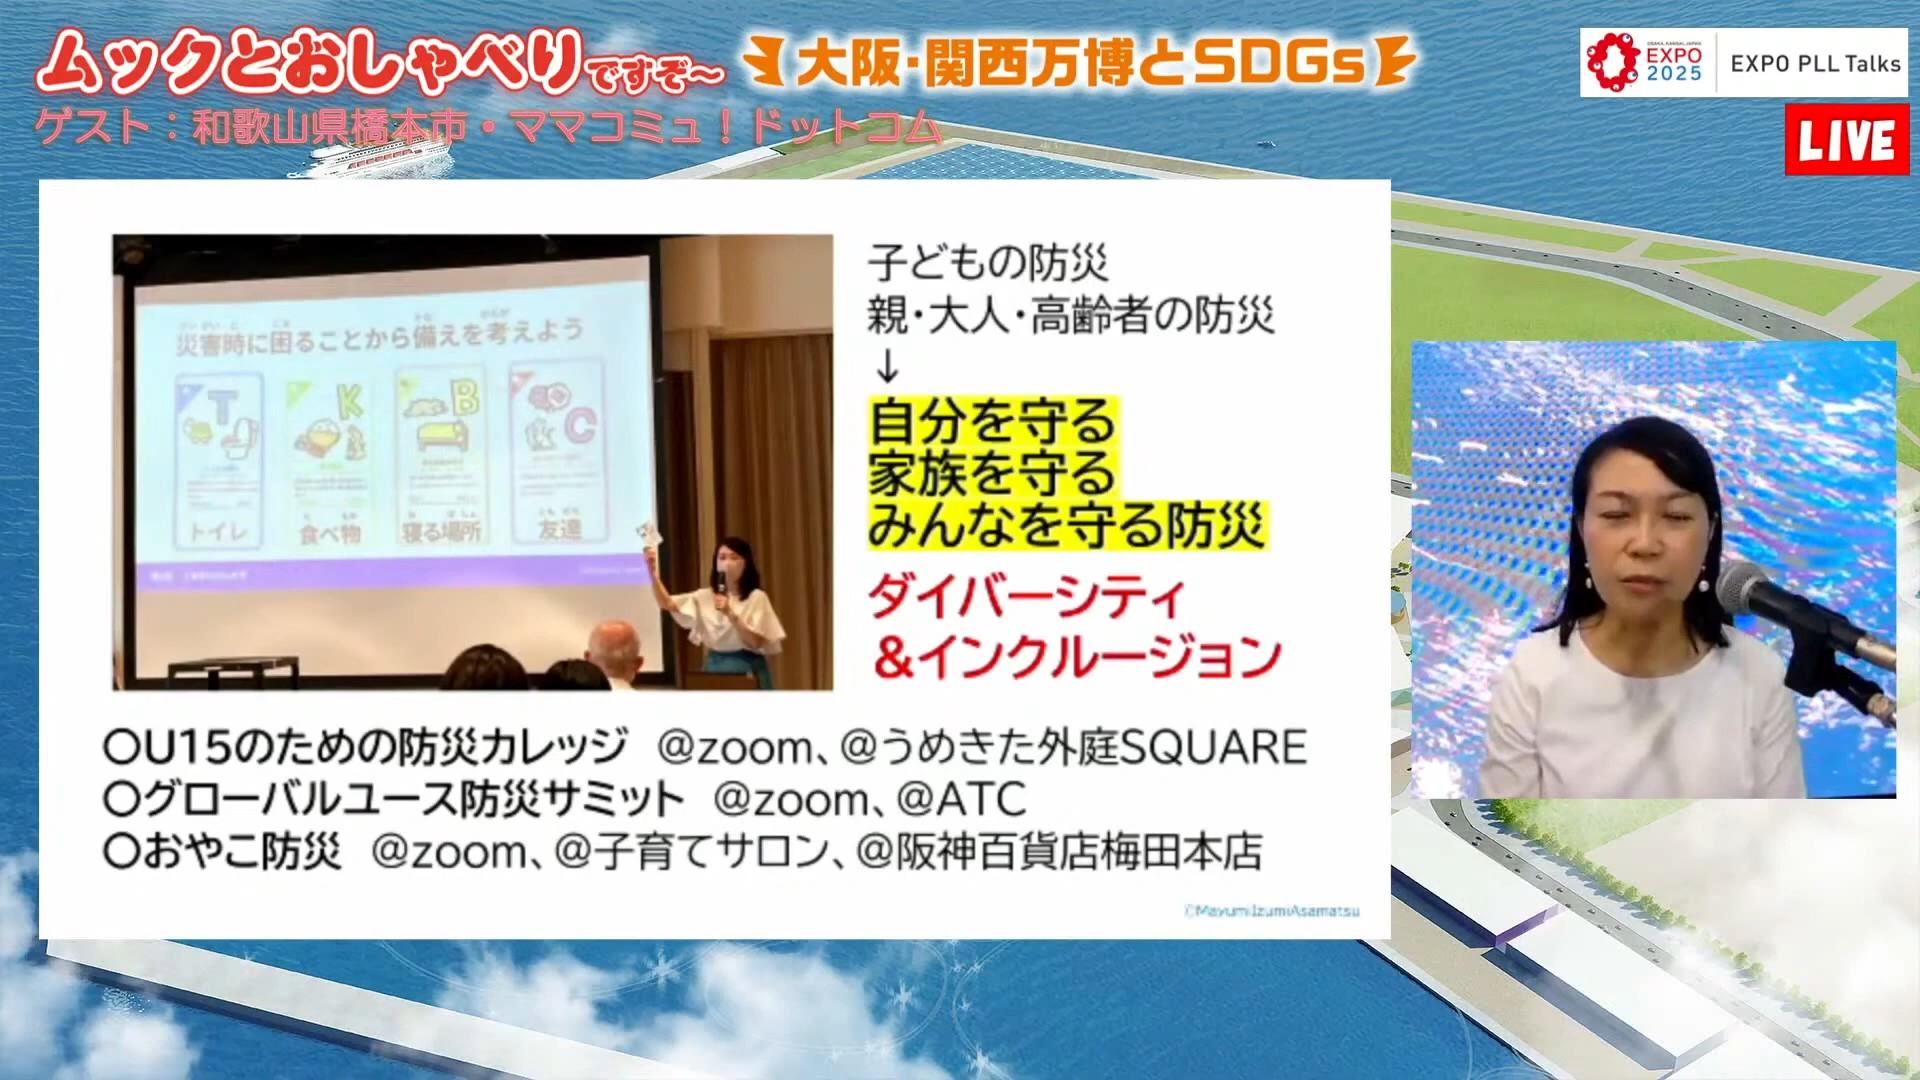 ムックとおしゃべりですぞ〜 大阪・関西万博とSDGs
ゲスト：和歌山県橋本市・ママコミュ！ドットコム
OSAKA, KANSAI, JAPAN
EXPO
2025
EXPO PLL Talks
LIVE
災害時に困ることから備えを考えよう
T
K
B
C
トイレ
食べ物
寝る場所
友達
子どもの防災
親・大人・高齢者の防災
↓
自分を守る
家族を守る
みんなを守る防災
ダイバーシティ
&インクルージョン
〇U15のための防災カレッジ @zoom、@うめきた外庭SQUARE
〇グローバルユース防災サミット @zoom、@ATC
〇おやこ防災 @zoom、@子育てサロン、@阪神百貨店梅田本店
©MayumiIzumiAsamatsu